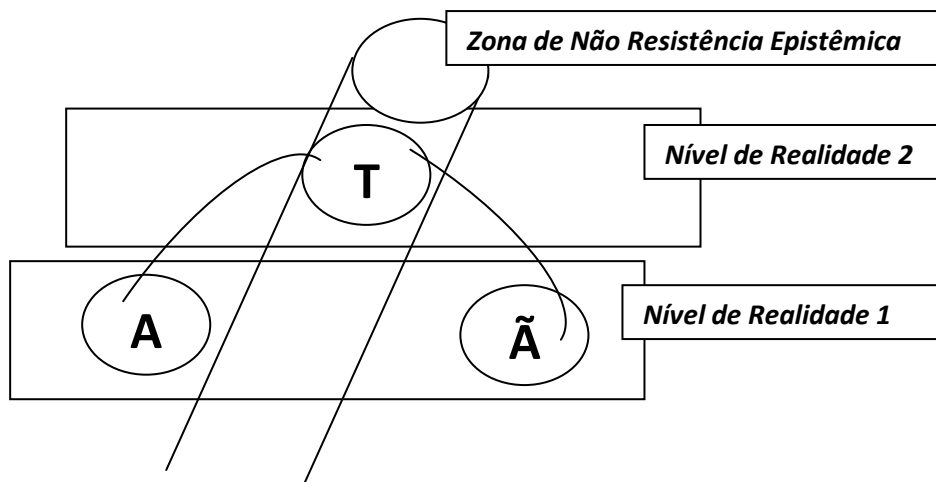 Zona de Não Resistência Epistêmica
Nível de Realidade 2
T
A
Ã
Nível de Realidade 1